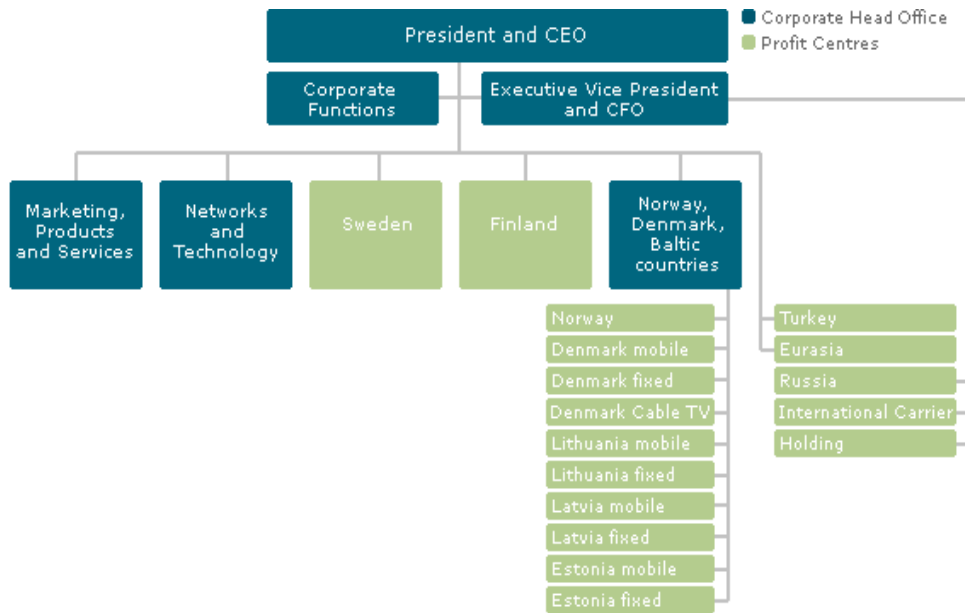 President and CEO
Corporate Head Office
Profit Centres
Corporate
Functions
Executive Vice President
and CFO
Marketing,
Products
and Services
Networks
and
Technology
Sweden
Finland
Norway,
Denmark,
Baltic
countries
Norway
Denmark mobile
Denmark fixed
Denmark Cable TV
Lithuania mobile
Lithuania fixed
Latvia mobile
Latvia fixed
Estonia mobile
Estonia fixed
Turkey
Eurasia
Russia
International Carrier
Holding